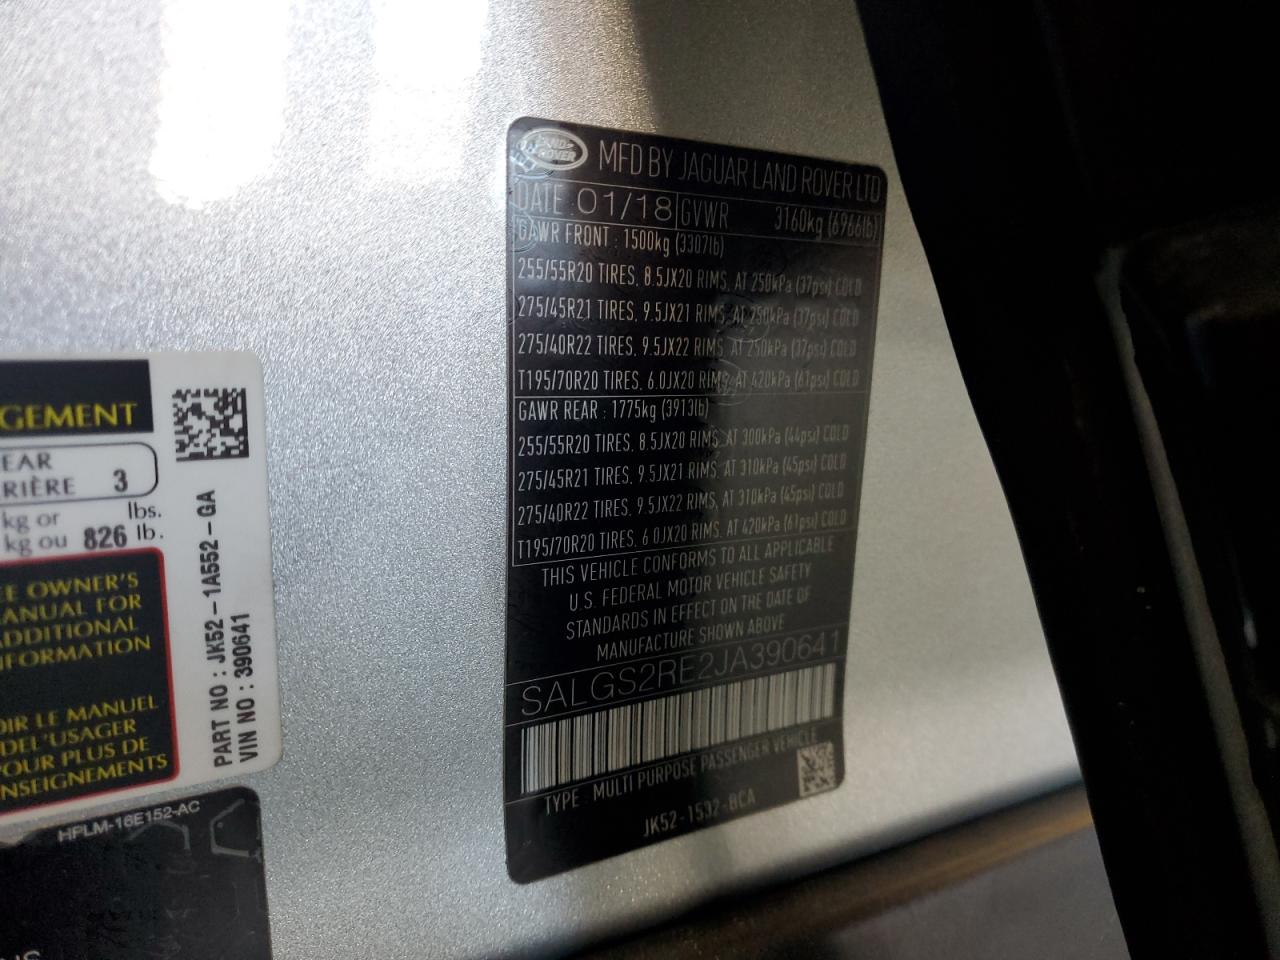 LAND ROVER
MFD BY JAGUAR LAND ROVER LTD
DATE : 01/18 GVWR 3160kg (6966lb)
GAWR FRONT : 1500kg (3307lb)
255/55R20 TIRES, 8.5JX20 RIMS, AT 250kPa (37psi) COLD
275/45R21 TIRES, 9.5JX21 RIMS, AT 250kPa (37psi) COLD
275/40R22 TIRES, 9.5JX22 RIMS, AT 250kPa (37psi) COLD
T195/70R20 TIRES, 6.0JX20 RIMS, AT 420kPa (61psi) COLD
GAWR REAR : 1775kg (3913lb)
255/55R20 TIRES, 8.5JX20 RIMS, AT 300kPa (44psi) COLD
275/45R21 TIRES, 9.5JX21 RIMS, AT 310kPa (45psi) COLD
275/40R22 TIRES, 9.5JX22 RIMS, AT 310kPa (45psi) COLD
T195/70R20 TIRES, 6.0JX20 RIMS, AT 420kPa (61psi) COLD
THIS VEHICLE CONFORMS TO ALL APPLICABLE
U.S. FEDERAL MOTOR VEHICLE SAFETY
STANDARDS IN EFFECT ON THE DATE OF
MANUFACTURE SHOWN ABOVE
SALGS2RE2JA390641
TYPE : MULTI PURPOSE PASSENGER VEHICLE
JK52-1532-BCA
GEMENT
EAR
RIÈRE 3
kg or lbs.
kg ou 826 lb.
EE OWNER'S
ANUAL FOR
ADDITIONAL
NFORMATION
OIR LE MANUEL
DEL'USAGER
POUR PLUS DE
NSEIGNEMENTS
PART NO : JK52-1A552-GA
VIN NO : 390641
HPLM-16E152-AC